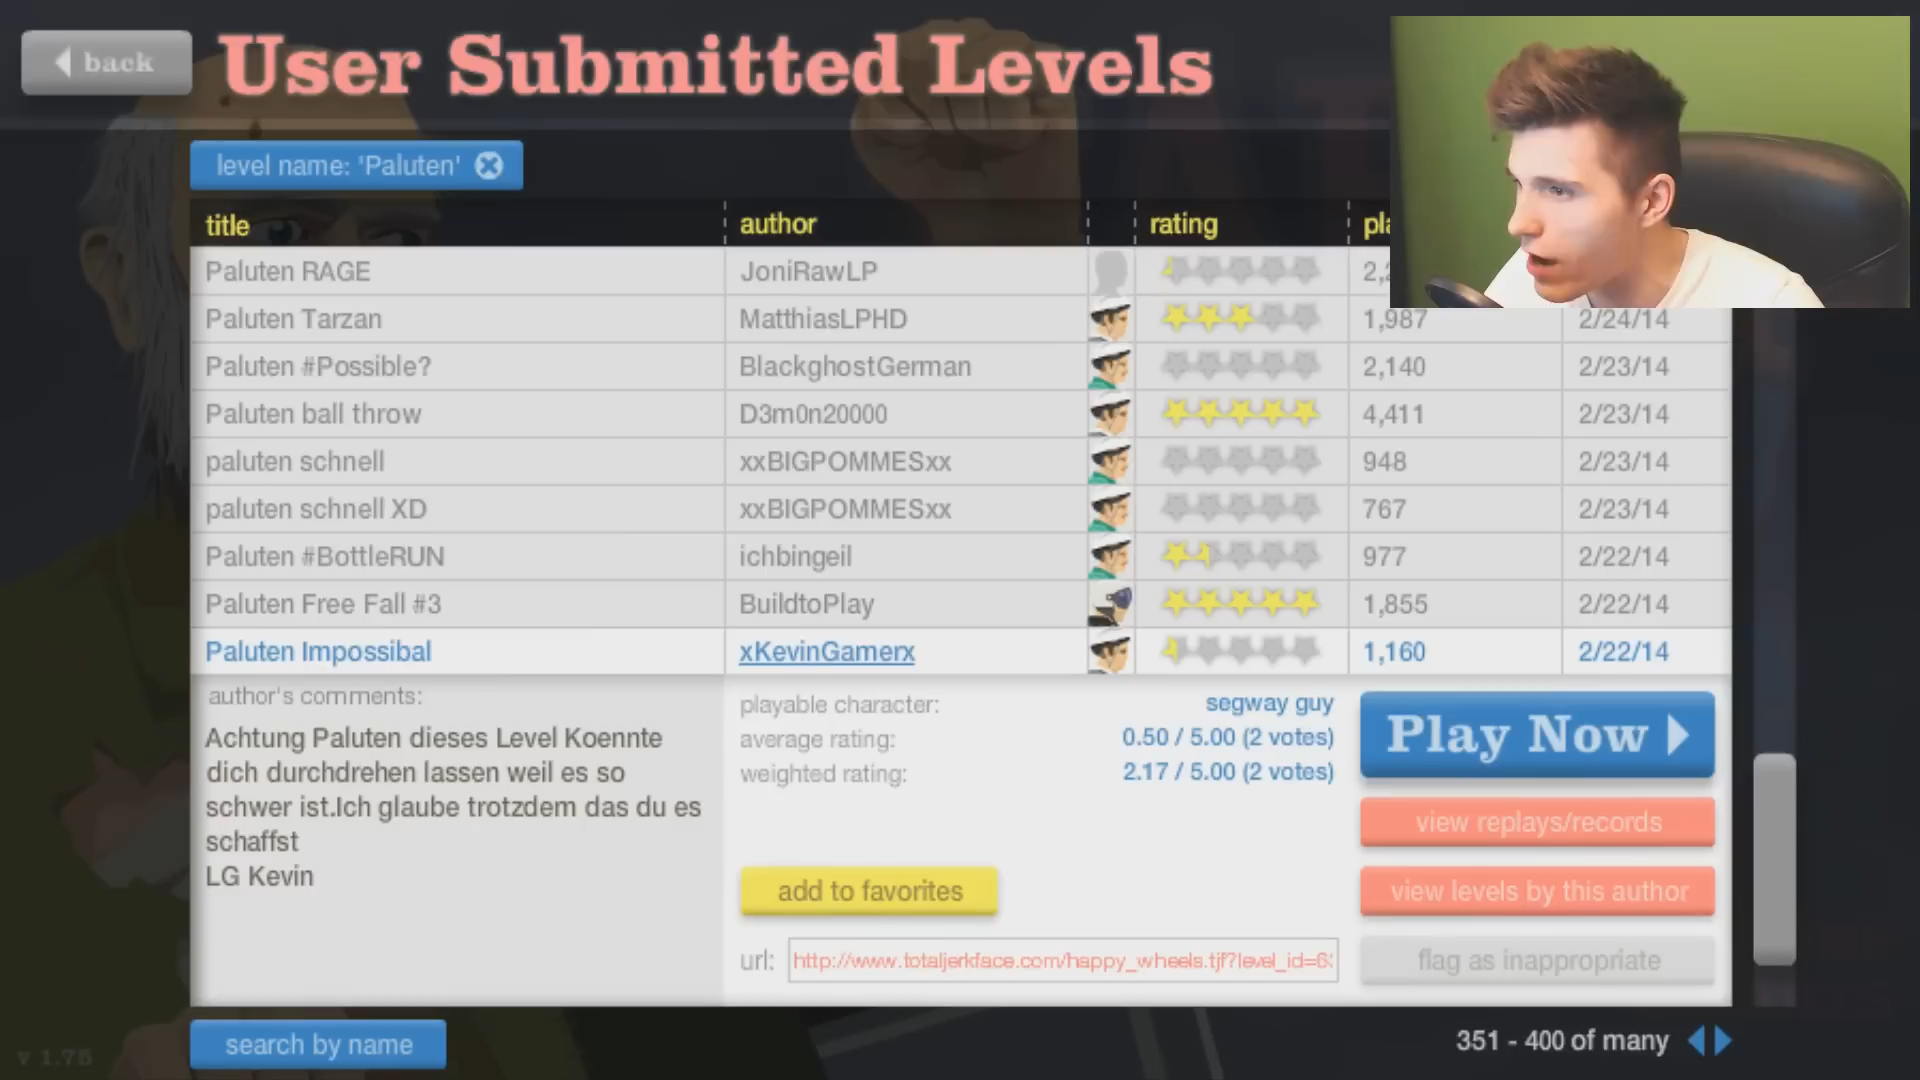 back
User Submitted Levels
level name: 'Paluten'
title author rating
Paluten RAGE JoniRawLP
Paluten Tarzan MatthiasLPHD 1,987 2/24/14
Paluten #Possible? BlackghostGerman 2,140 2/23/14
Paluten ball throw D3m0n20000 4,411 2/23/14
paluten schnell xxBIGPOMMESxx 948 2/23/14
paluten schnell XD xxBIGPOMMESxx 767 2/23/14
Paluten #BottleRUN ichbingeil 977 2/22/14
Paluten Free Fall #3 BuildtoPlay 1,855 2/22/14
Paluten Impossibal xKevinGamerx 1,160 2/22/14
author's comments:
Achtung Paluten dieses Level Koennte
dich durchdrehen lassen weil es so
schwer ist.Ich glaube trotzdem das du es
schaffst
LG Kevin
playable character: segway guy
average rating: 0.50 / 5.00 (2 votes)
weighted rating: 2.17 / 5.00 (2 votes)
add to favorites
url: http://www.totaljerkface.com/happy_wheels.tjf?level_id=6
Play Now
view replays/records
view levels by this author
flag as inappropriate
search by name
351 - 400 of many
v 1.75